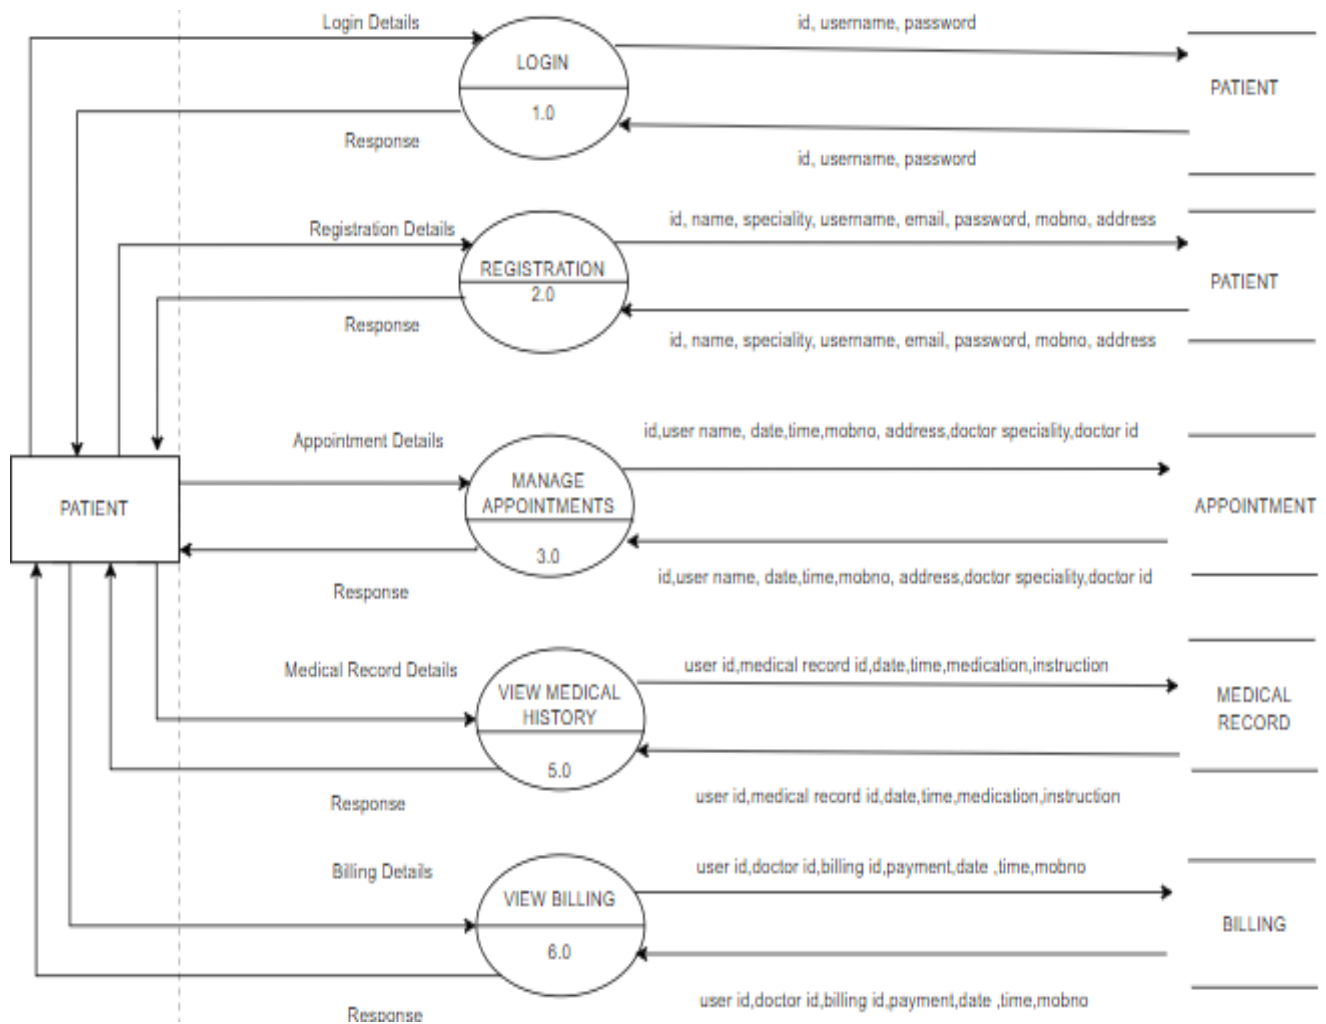 Login Details
id, username, password
LOGIN
1.0
PATIENT
Response
id, username, password
Registration Details
id, name, speciality, username, email, password, mobno, address
REGISTRATION
2.0
PATIENT
Response
id, name, speciality, username, email, password, mobno, address
Appointment Details
id,user name, date,time,mobno, address,doctor speciality,doctor id
PATIENT
MANAGE
APPOINTMENTS
3.0
APPOINTMENT
Response
id,user name, date,time,mobno, address,doctor speciality,doctor id
Medical Record Details
user id,medical record id,date,time,medication,instruction
VIEW MEDICAL
HISTORY
5.0
MEDICAL
RECORD
Response
user id,medical record id,date,time,medication,instruction
Billing Details
user id,doctor id,billing id,payment,date ,time,mobno
VIEW BILLING
6.0
BILLING
Response
user id,doctor id,billing id,payment,date ,time,mobno